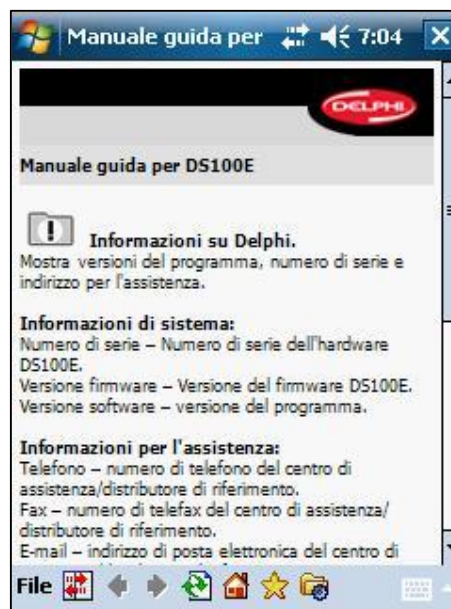 Manuale guida per 7:04
DELPHI
Manuale guida per DS100E
Informazioni su Delphi.
Mostra versioni del programma, numero di serie e
indirizzo per l'assistenza.
Informazioni di sistema:
Numero di serie – Numero di serie dell'hardware
DS100E.
Versione firmware – Versione del firmware DS100E.
Versione software – versione del programma.
Informazioni per l'assistenza:
Telefono – numero di telefono del centro di
assistenza/distributore di riferimento.
Fax – numero di telefax del centro di assistenza/
distributore di riferimento.
E-mail – indirizzo di posta elettronica del centro di
File